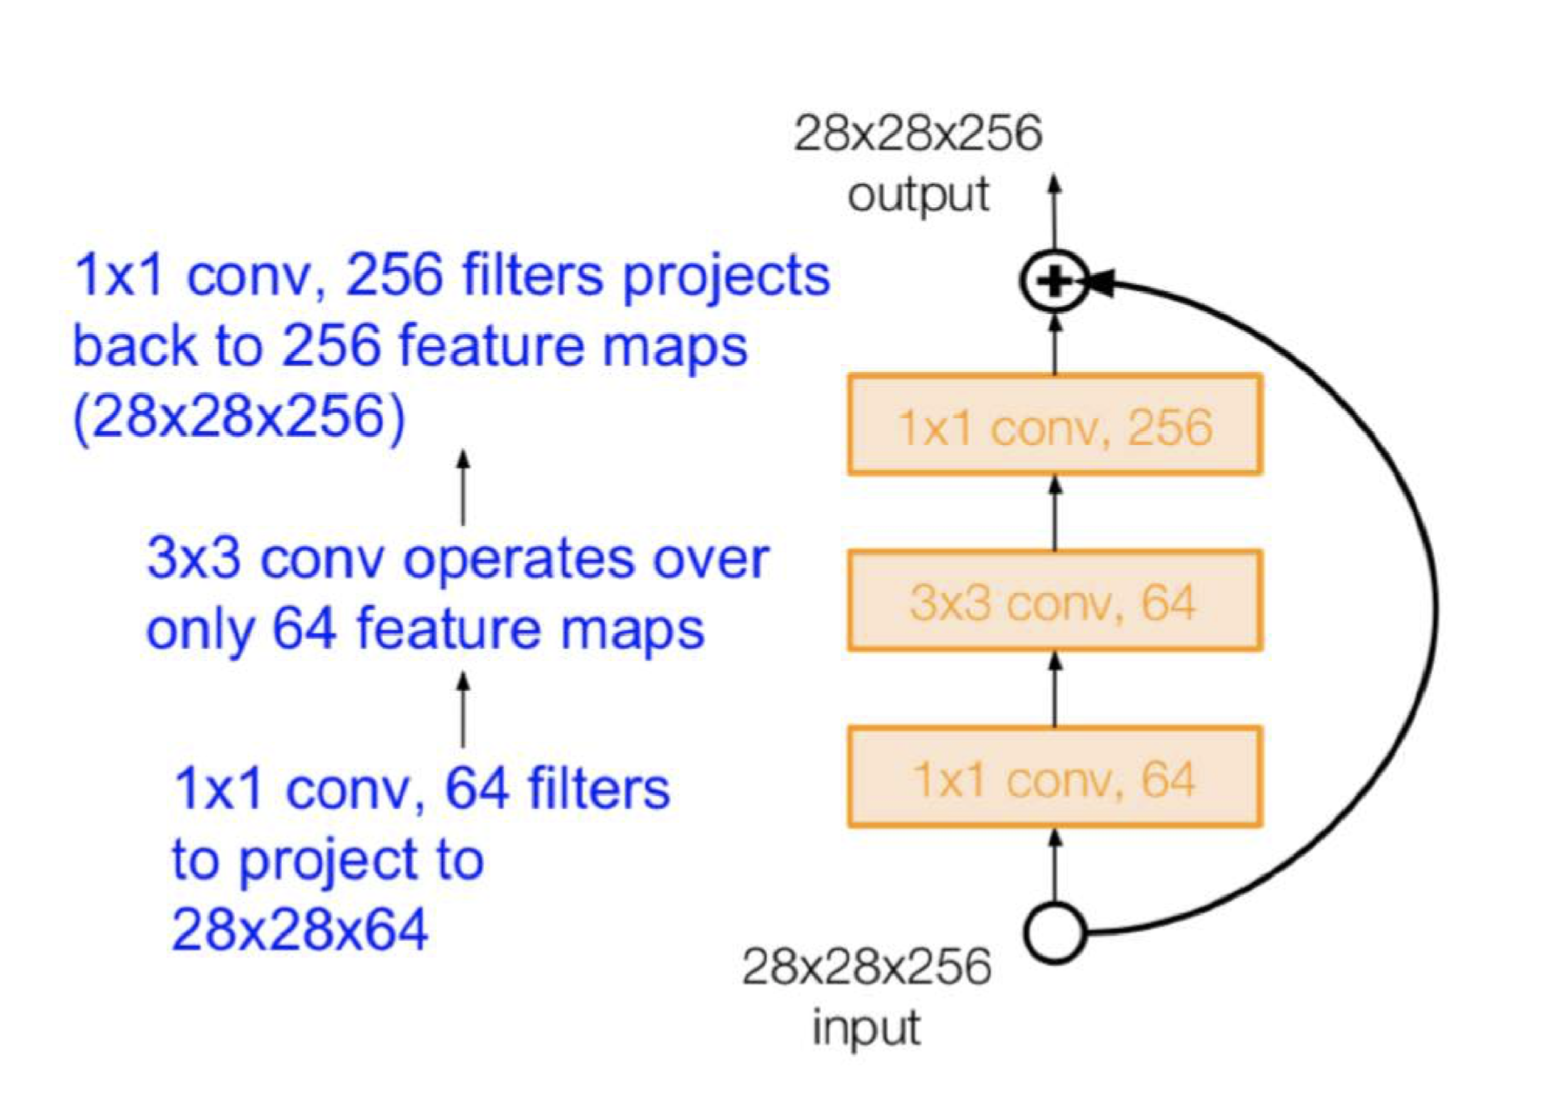 28x28x256
output
1x1 conv, 256 filters projects
back to 256 feature maps
(28x28x256)
1x1 conv, 256
3x3 conv operates over
only 64 feature maps
3x3 conv, 64
1x1 conv, 64 filters
to project to
28x28x64
1x1 conv, 64
28x28x256
input